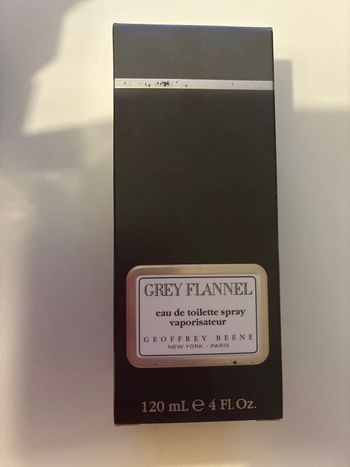 GREY FLANNEL
eau de toilette spray
vaporisateur
GEOFFREY BEENE
NEW YORK - PARIS
120 mL ℮ 4 Fl. Oz.